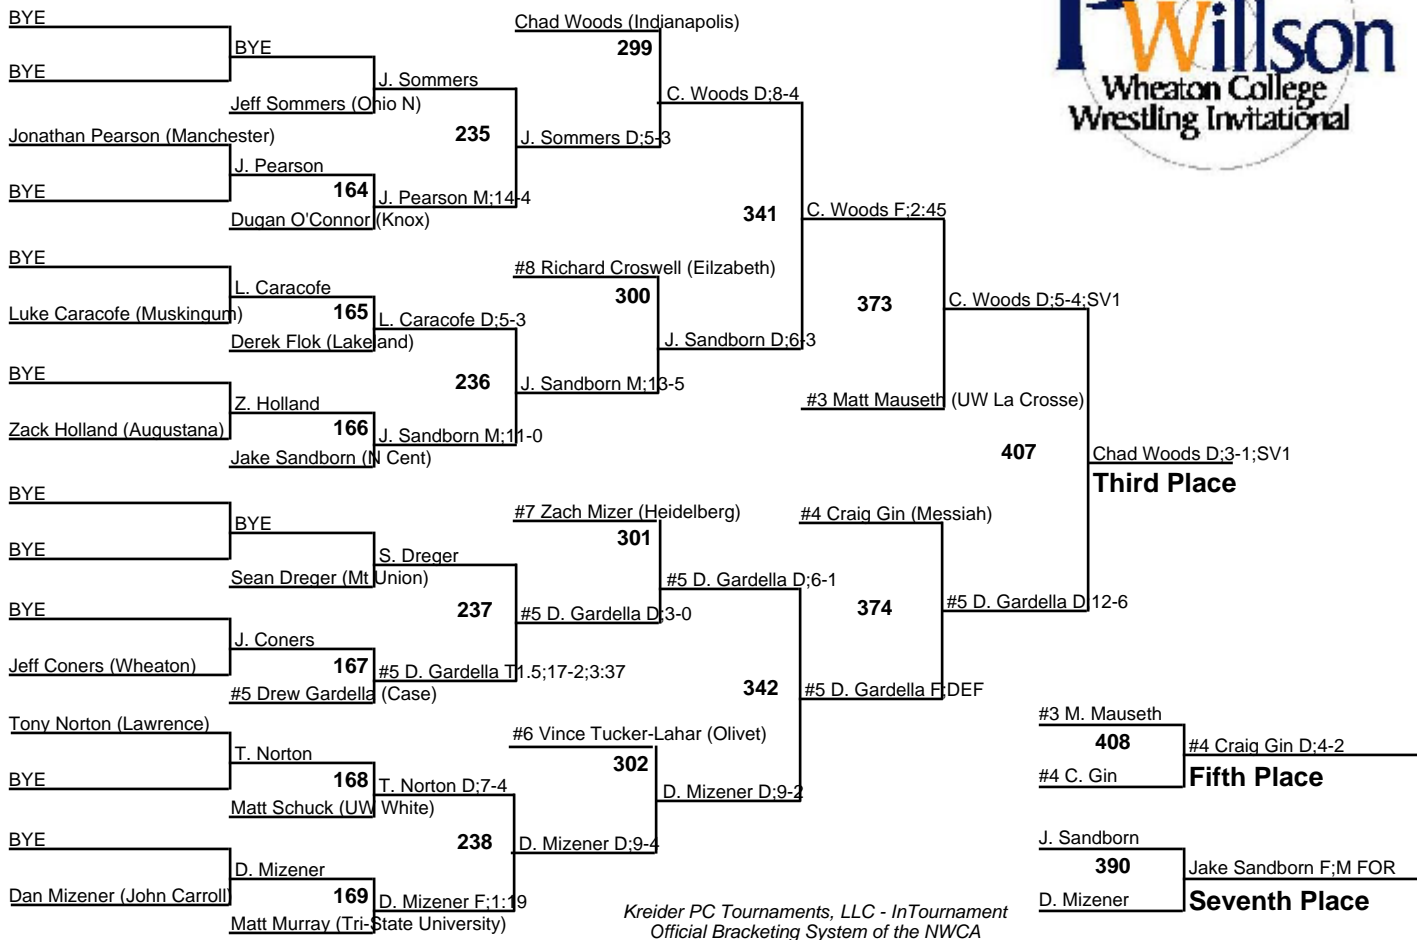 BYE
Chad Woods (Indianapolis)
Willson
Wheaton College
Wrestling Invitational
299
BYE
BYE
J. Sommers
C. Woods D;8-4
Jeff Sommers (Ohio N)
Jonathan Pearson (Manchester)
235
J. Sommers D;5-3
J. Pearson
BYE
164
J. Pearson M;14-4
Dugan O'Connor (Knox)
341
C. Woods F;2:45
BYE
#8 Richard Croswell (Eilzabeth)
L. Caracofe
300
373
C. Woods D;5-4;SV1
Luke Caracofe (Muskingum)
165
L. Caracofe D;5-3
Derek Flok (Lakeland)
J. Sandborn D;6-3
BYE
236
J. Sandborn M;13-5
Z. Holland
#3 Matt Mauseth (UW La Crosse)
Zack Holland (Augustana)
166
J. Sandborn M;11-0
Jake Sandborn (N Cent)
407
Chad Woods D;3-1;SV1
Third Place
BYE
#7 Zach Mizer (Heidelberg)
#4 Craig Gin (Messiah)
BYE
301
BYE
S. Dreger
Sean Dreger (Mt Union)
#5 D. Gardella D;6-1
BYE
237
#5 D. Gardella D;3-0
374
#5 D. Gardella D;12-6
J. Coners
Jeff Coners (Wheaton)
167
#5 D. Gardella T1.5;17-2;3:37
#5 Drew Gardella (Case)
342
#5 D. Gardella F;DEF
Tony Norton (Lawrence)
#6 Vince Tucker-Lahar (Olivet)
#3 M. Mauseth
T. Norton
302
408
#4 Craig Gin D;4-2
BYE
168
T. Norton D;7-4
#4 C. Gin
Fifth Place
Matt Schuck (UW White)
D. Mizener D;9-2
BYE
238
D. Mizener D;9-4
J. Sandborn
D. Mizener
390
Jake Sandborn F;M FOR
Dan Mizener (John Carroll)
169
D. Mizener F;1:19
D. Mizener
Seventh Place
Matt Murray (Tri-State University)
Kreider PC Tournaments, LLC - InTournament
Official Bracketing System of the NWCA